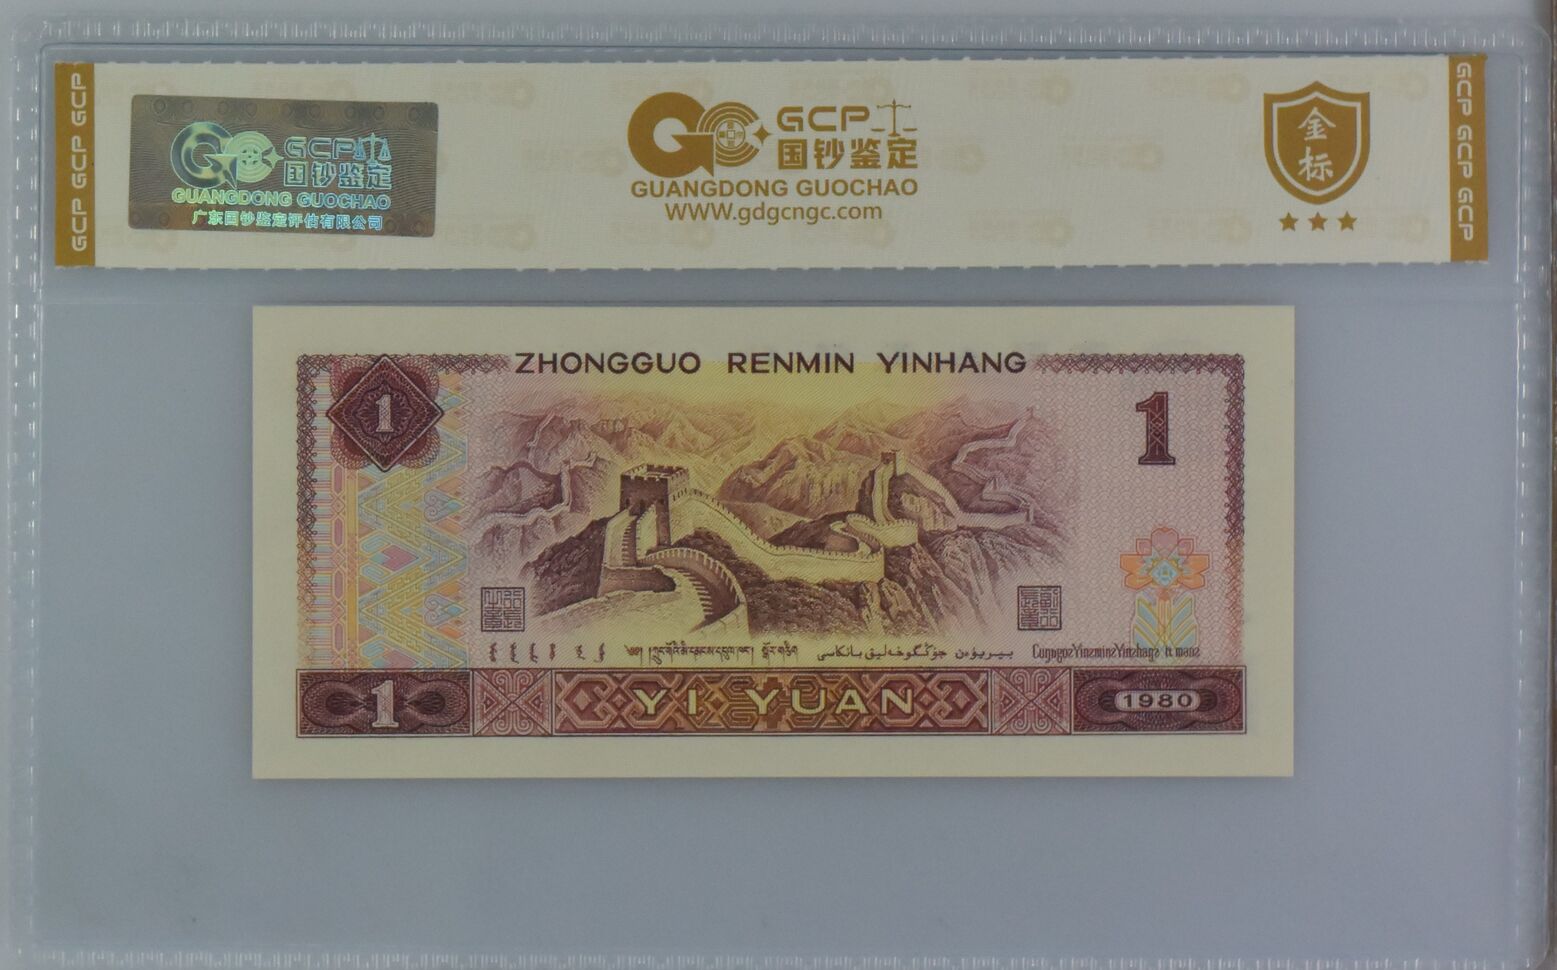 GCP GCP GCP
GCP
国钞鉴定
GUANGDONG GUOCHAO
广东国钞鉴定评估有限公司
GCP
国钞鉴定
GUANGDONG GUOCHAO
WWW.gdgcngc.com
金标
GCP GCP GCP
ZHONGGUO RENMIN YINHANG
1
1
1
YI YUAN
1980